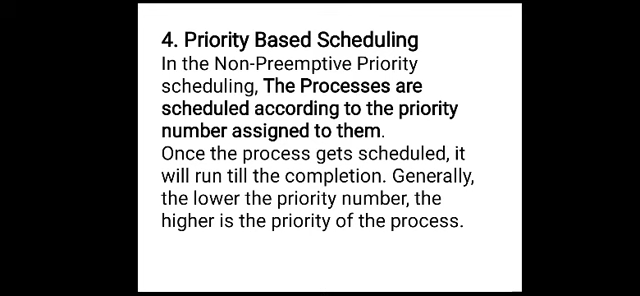 4. Priority Based Scheduling
In the Non-Preemptive Priority
scheduling, The Processes are
scheduled according to the priority
number assigned to them.
Once the process gets scheduled, it
will run till the completion. Generally,
the lower the priority number, the
higher is the priority of the process.